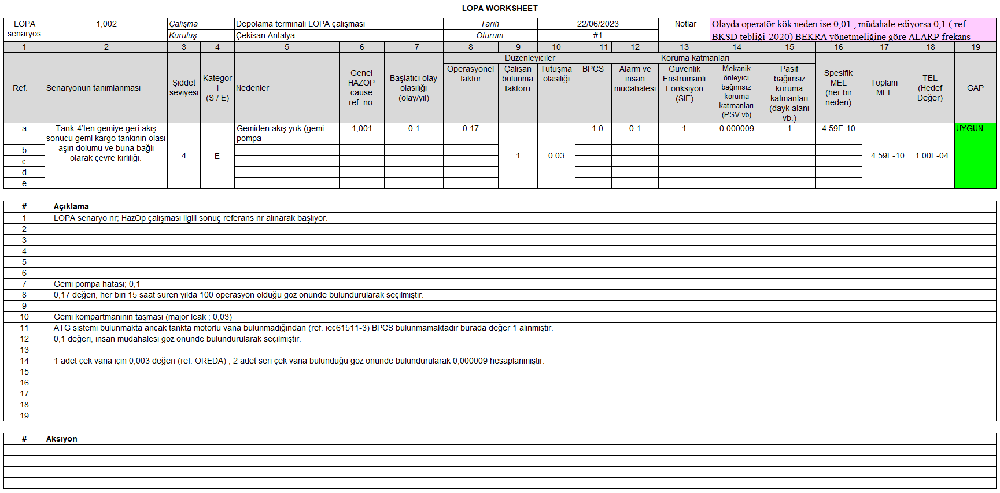 LOPA WORKSHEET
LOPA senaryos 1,002 Çalışma Depolama terminali LOPA çalışması Tarih 22/06/2023 Notlar Olayda operatör kök neden ise 0,01 ; müdahale ediyorsa 0,1 ( ref.
Kuruluş Çekisan Antalya Oturum #1 BKSD tebliği-2020) BEKRA yönetmeliğine göre ALARP frekans
1 2 3 4 5 6 7 8 9 10 11 12 13 14 15 16 17 18 19
Düzenleyiciler Koruma katmanları
Ref.
Senaryonun tanımlanması
Şiddet
seviyesi
Kategor
i
(S / E)
Nedenler
Genel
HAZOP
cause
ref. no.
Başlatıcı olay
olasılığı
(olay/yıl)
Operasyonel
faktör
Çalışan
bulunma
faktörü
Tutuşma
olasılığı
BPCS
Alarm ve
insan
müdahalesi
Güvenlik
Enstrümanlı
Fonksiyon
(SIF)
Mekanik
önleyici
bağımsız
koruma
katmanları
(PSV vb)
Pasif
bağımsız
koruma
katmanları
(dayk alanı
vb.)
Spesifik
MEL
(her bir
neden)
Toplam
MEL
TEL
(Hedef
Değer)
GAP
a
Tank-4'ten gemiye geri akış
sonucu gemi kargo tankının olası
aşırı dolumu ve buna bağlı
olarak çevre kirliliği.
4
E
Gemiden akış yok (gemi
pompa
1,001
0.1
0.17
1
0.03
1.0
0.1
1
0.000009
1
4.59E-10
4.59E-10
1.00E-04
UYGUN
b
c
d
e
# Açıklama
1 LOPA senaryo nr; HazOp çalışması ilgili sonuç referans nr alınarak başlıyor.
2
3
4
5
6
7 Gemi pompa hatası; 0,1
8 0,17 değeri, her biri 15 saat süren yılda 100 operasyon olduğu göz önünde bulundurularak seçilmiştir.
9
10 Gemi kompartmanının taşması (major leak ; 0,03)
11 ATG sistemi bulunmakta ancak tankta motorlu vana bulunmadığından (ref. iec61511-3) BPCS bulunmamaktadır burada değer 1 alınmıştır.
12 0,1 değeri, insan müdahalesi göz önünde bulundurularak seçilmiştir.
13
14 1 adet çek vana için 0,003 değeri (ref. OREDA) , 2 adet seri çek vana bulunduğu göz önünde bulundurularak 0,000009 hesaplanmıştır.
15
16
17
18
19
# Aksiyon